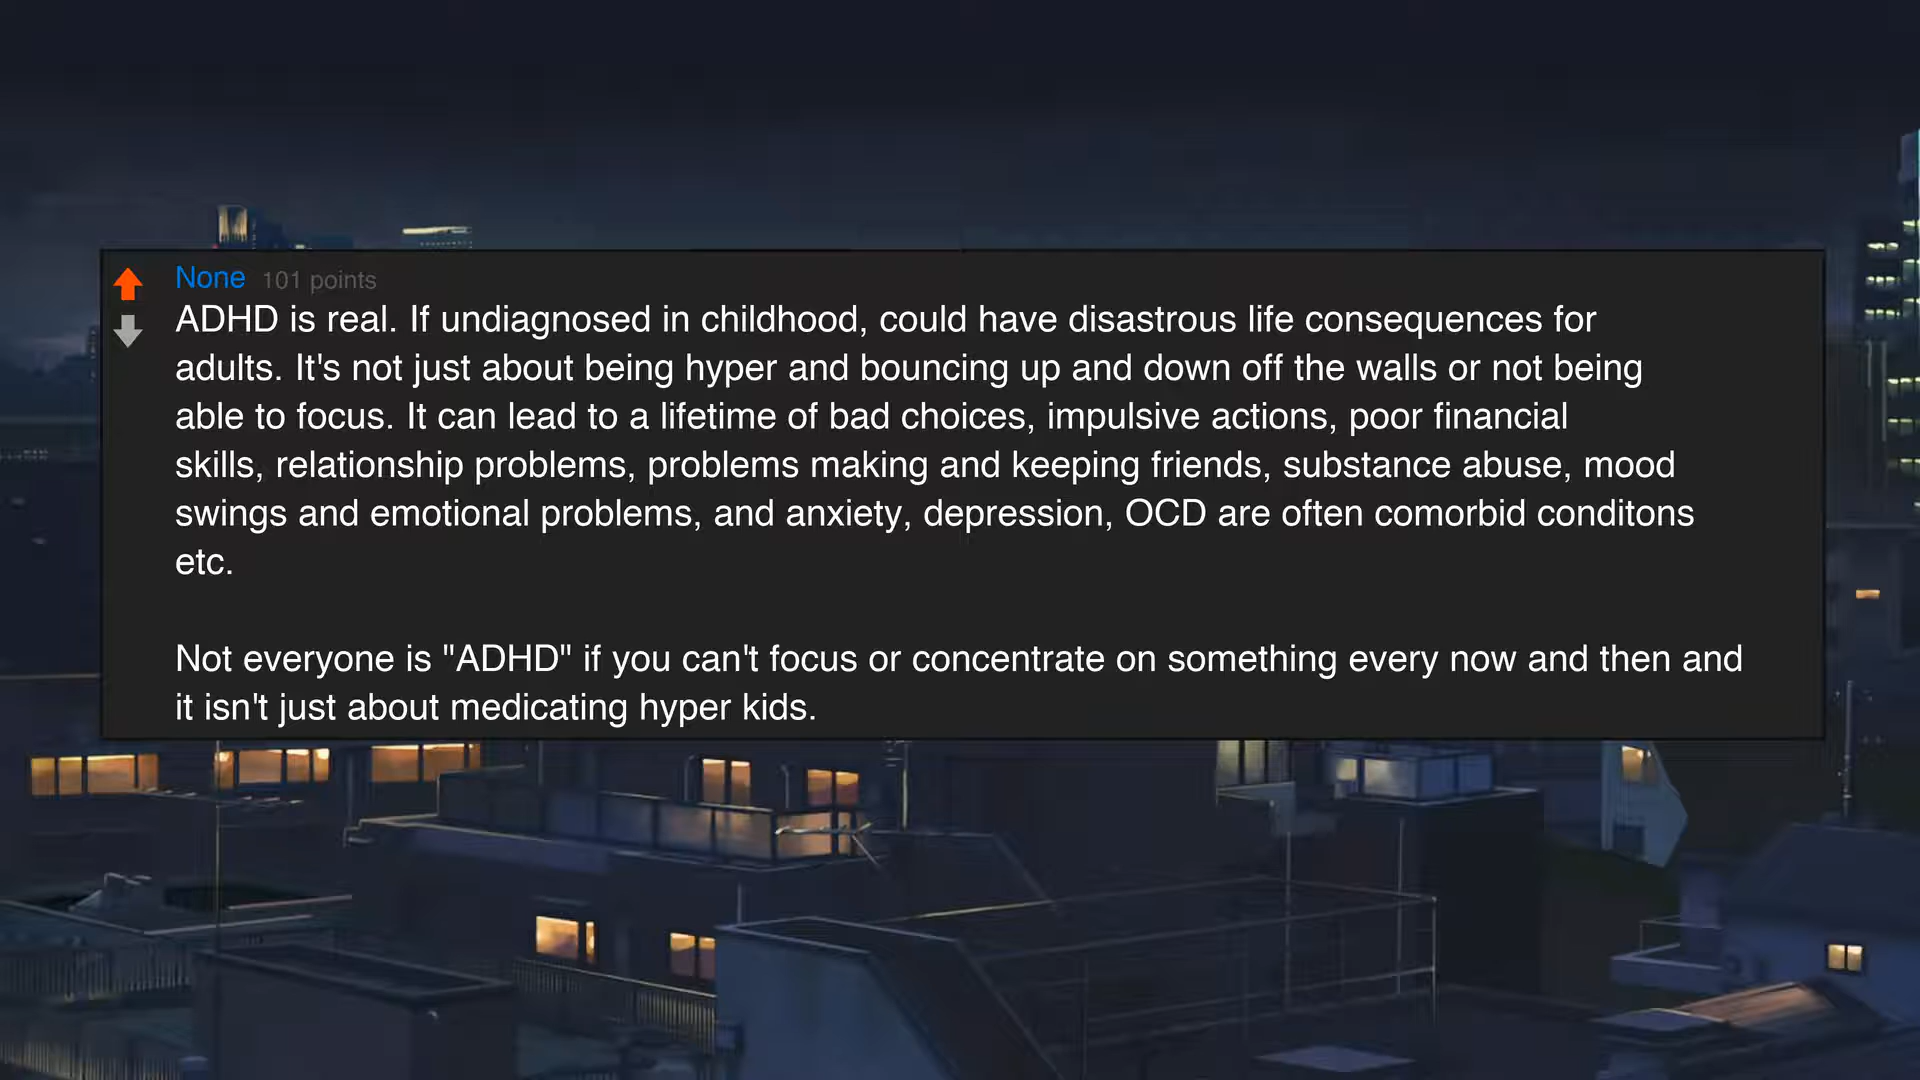 None 101 points
ADHD is real. If undiagnosed in childhood, could have disastrous life consequences for
adults. It's not just about being hyper and bouncing up and down off the walls or not being
able to focus. It can lead to a lifetime of bad choices, impulsive actions, poor financial
skills, relationship problems, problems making and keeping friends, substance abuse, mood
swings and emotional problems, and anxiety, depression, OCD are often comorbid conditons
etc.
Not everyone is "ADHD" if you can't focus or concentrate on something every now and then and
it isn't just about medicating hyper kids.